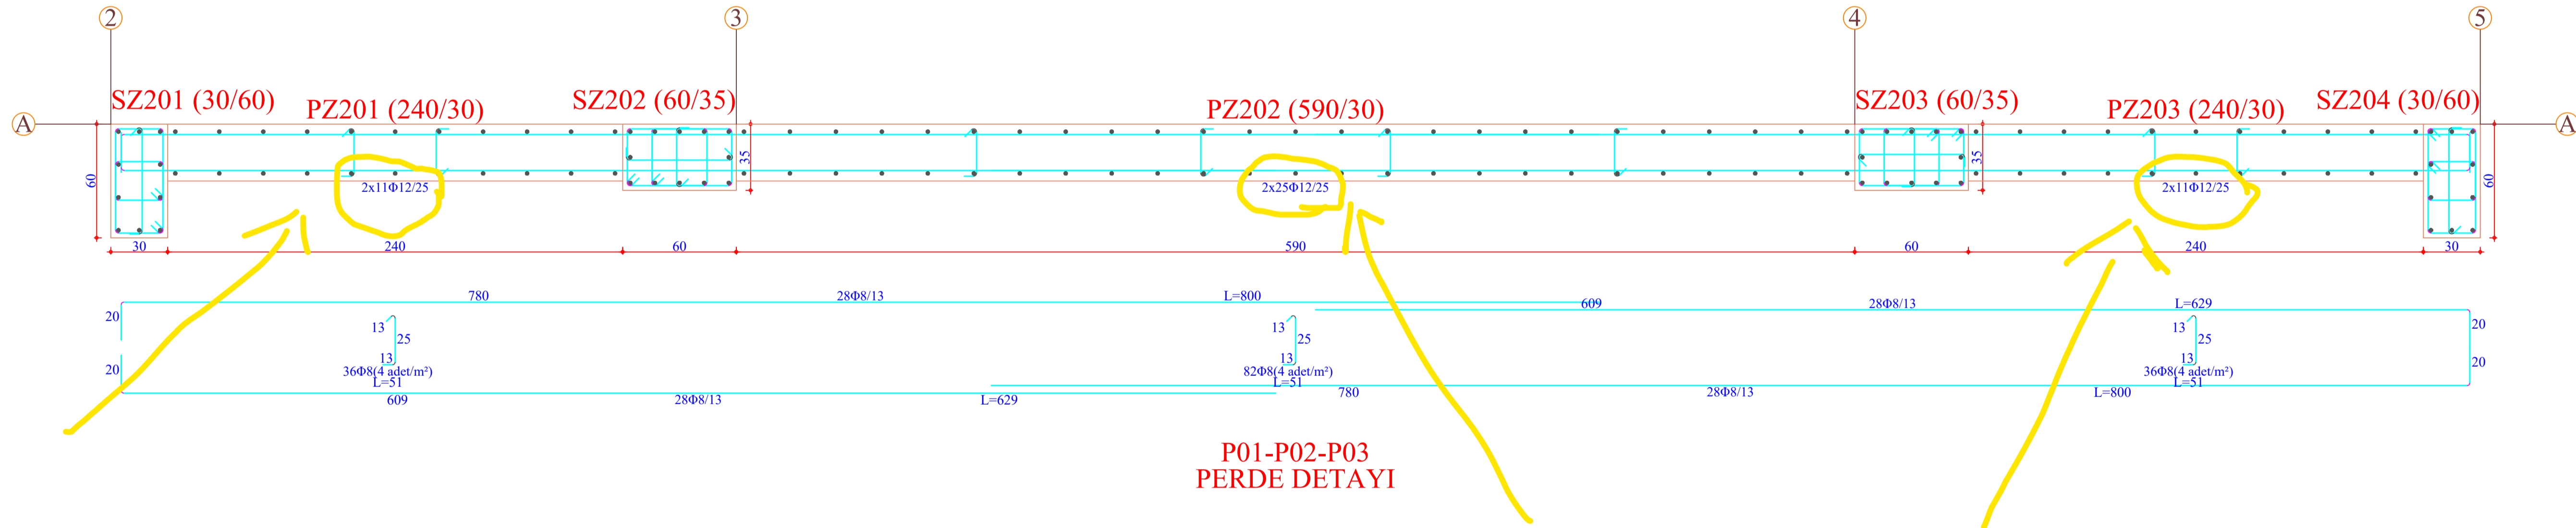 2
3
4
5
A
A
SZ201 (30/60)
PZ201 (240/30)
SZ202 (60/35)
PZ202 (590/30)
SZ203 (60/35)
PZ203 (240/30)
SZ204 (30/60)
60
2x11Φ12/25
35
2x25Φ12/25
35
2x11Φ12/25
60
30
240
60
590
60
240
30
780
28Φ8/13
L=800
609
28Φ8/13
L=629
20
20
13
25
13
36Φ8(4 adet/m²)
L=51
13
25
13
82Φ8(4 adet/m²)
L=51
13
25
13
36Φ8(4 adet/m²)
L=51
20
20
609
28Φ8/13
L=629
780
28Φ8/13
L=800
P01-P02-P03
PERDE DETAYI